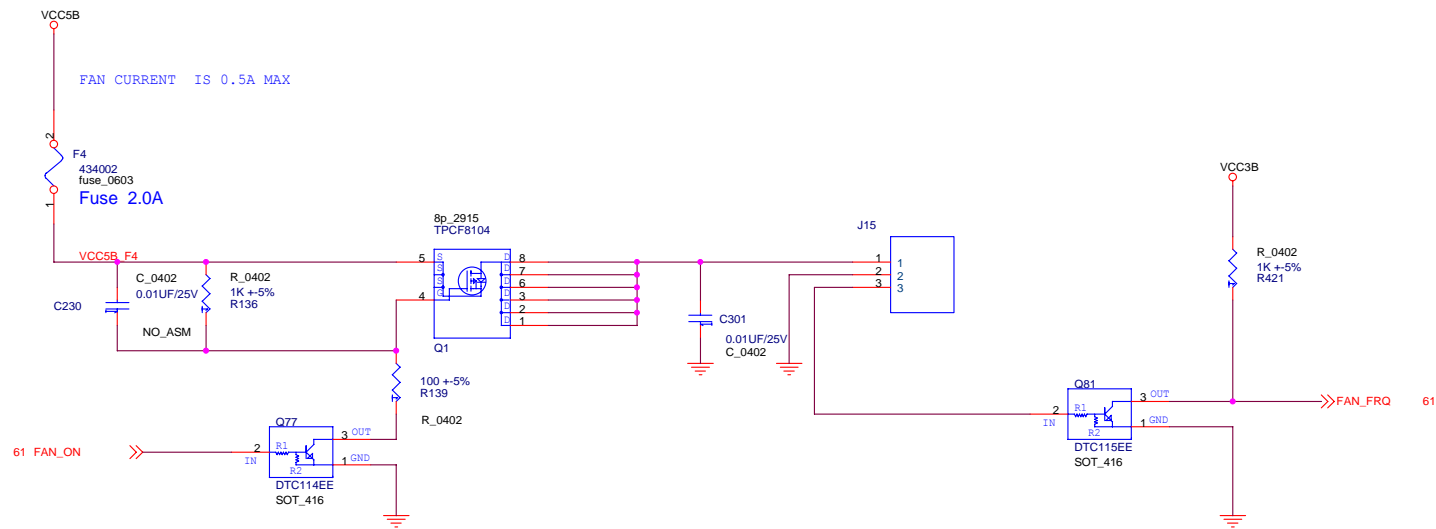 VCC5B
FAN CURRENT IS 0.5A MAX
2
F4
434002
fuse_0603
Fuse 2.0A
1
VCC5B_F4
C_0402
0.01UF/25V
C230
R_0402
1K +-5%
R136
NO_ASM
8p_2915
TPCF8104
5
4
S
S
S
G
D
D
D
D
D
D
8
7
6
3
2
1
Q1
100 +-5%
R139
R_0402
61 FAN_ON
Q77
2
IN
R1
R2
3
OUT
1
GND
DTC114EE
SOT_416
C301
0.01UF/25V
C_0402
J15
1
2
3
1
2
3
VCC3B
R_0402
1K +-5%
R421
Q81
2
IN
R1
R2
3
OUT
1
GND
DTC115EE
SOT_416
FAN_FRQ 61